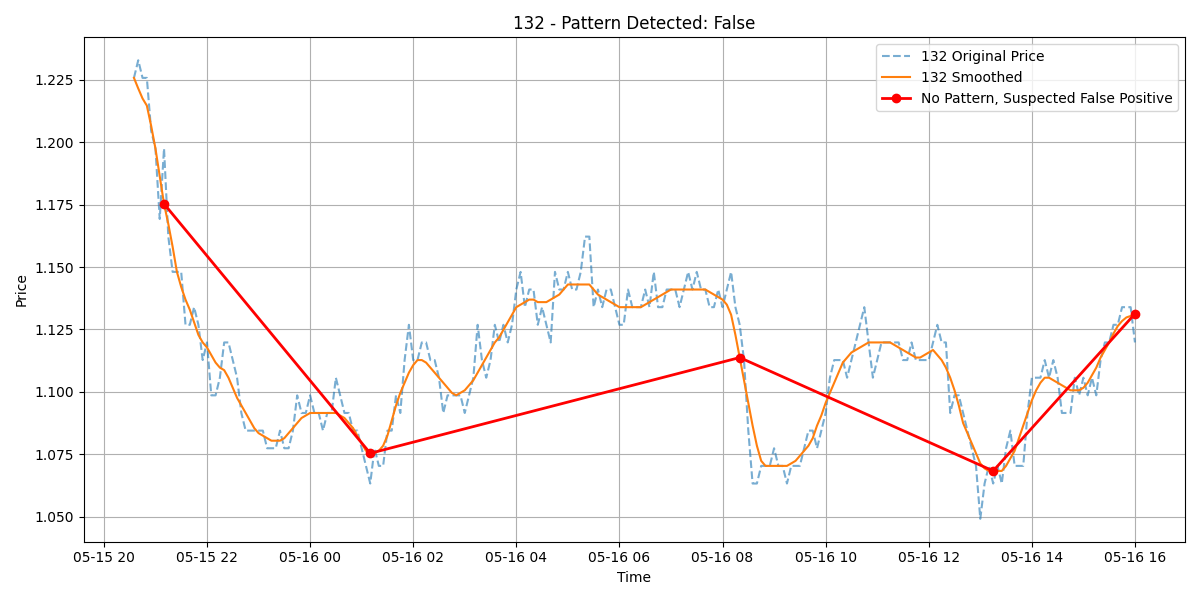 132 - Pattern Detected: False
132 Original Price
132 Smoothed
No Pattern, Suspected False Positive
Price
1.225
1.200
1.175
1.150
1.125
1.100
1.075
1.050
05-15 20 05-15 22 05-16 00 05-16 02 05-16 04 05-16 06 05-16 08 05-16 10 05-16 12 05-16 14 05-16 16
Time